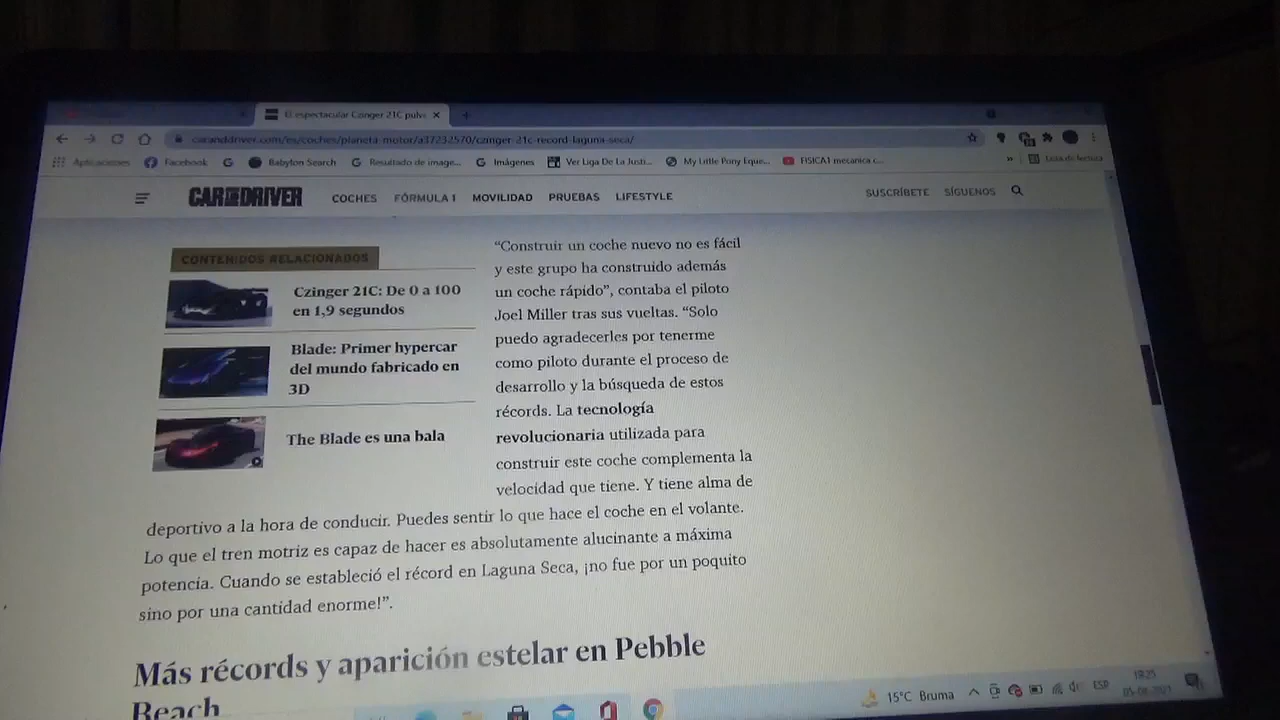 El espectacular Czinger 21C pulve
caranddriver.com/es/coches/planeta-motor/a37232570/czinger-21c-record-laguna-seca/
Aplicaciones Facebook Babylon Search Resultado de image... Imágenes Ver Liga De La Justi... My Little Pony Eque... FISICA1 mecanica c... » Lista de lectura
CAR AND DRIVER COCHES FÓRMULA 1 MOVILIDAD PRUEBAS LIFESTYLE SUSCRÍBETE SÍGUENOS
CONTENIDOS RELACIONADOS
Czinger 21C: De 0 a 100
en 1,9 segundos
Blade: Primer hypercar
del mundo fabricado en
3D
The Blade es una bala
“Construir un coche nuevo no es fácil
y este grupo ha construido además
un coche rápido”, contaba el piloto
Joel Miller tras sus vueltas. “Solo
puedo agradecerles por tenerme
como piloto durante el proceso de
desarrollo y la búsqueda de estos
récords. La tecnología
revolucionaria utilizada para
construir este coche complementa la
velocidad que tiene. Y tiene alma de
deportivo a la hora de conducir. Puedes sentir lo que hace el coche en el volante.
Lo que el tren motriz es capaz de hacer es absolutamente alucinante a máxima
potencia. Cuando se estableció el récord en Laguna Seca, ¡no fue por un poquito
sino por una cantidad enorme!”.
Más récords y aparición estelar en Pebble
Beach
15°C Bruma ESP